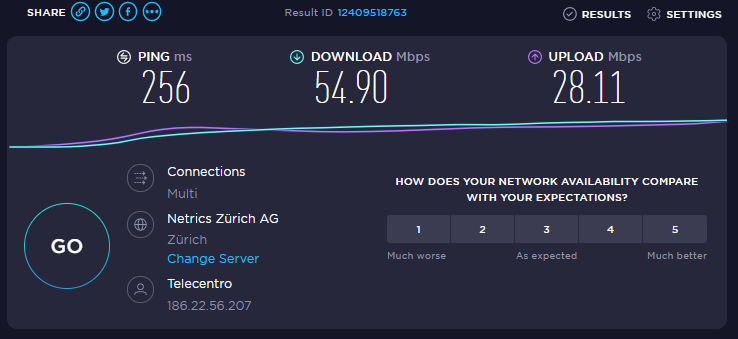 SHARE
Result ID 12409518763
RESULTS
SETTINGS
PING ms
256
DOWNLOAD Mbps
54.90
UPLOAD Mbps
28.11
GO
Connections
Multi
Netrics Zürich AG
Zürich
Change Server
Telecentro
186.22.56.207
HOW DOES YOUR NETWORK AVAILABILITY COMPARE
WITH YOUR EXPECTATIONS?
1 2 3 4 5
Much worse As expected Much better